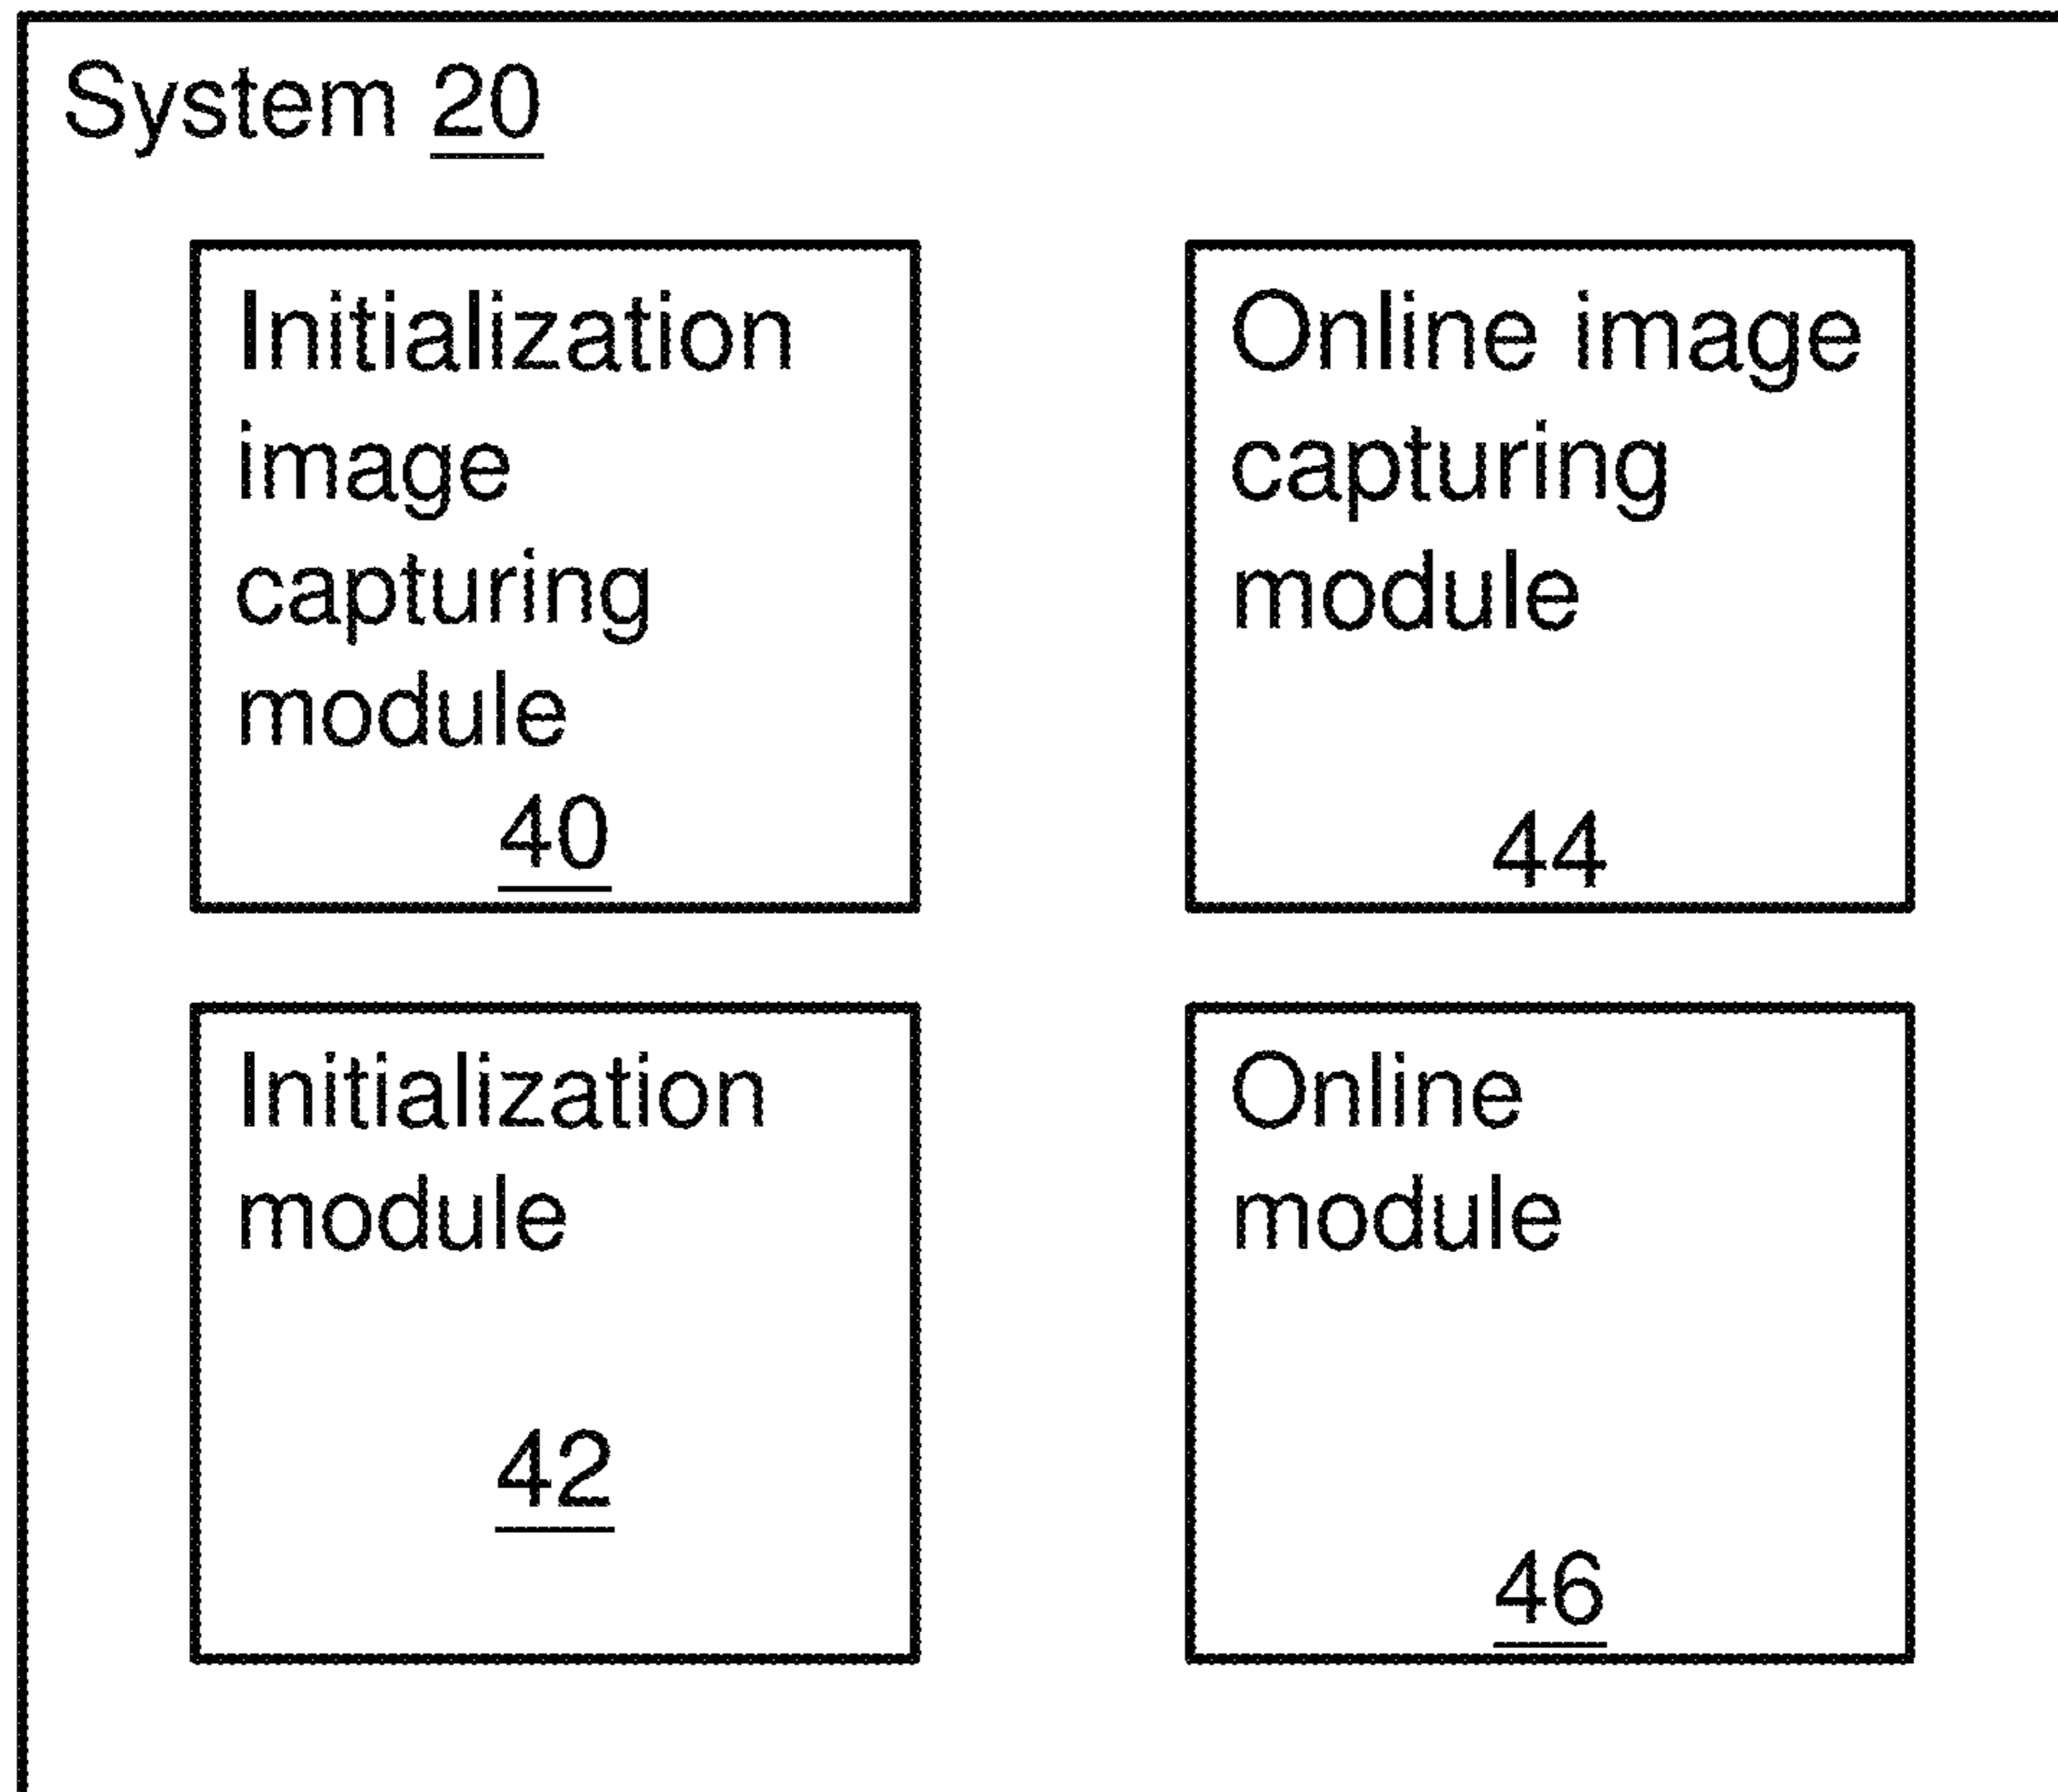 System 20
Initialization
image
capturing
module
40
Online image
capturing
module
44
Initialization
module
42
Online
module
46